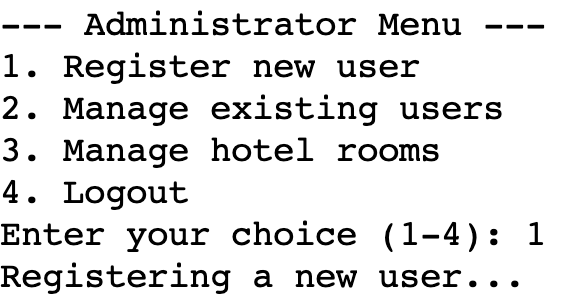 --- Administrator Menu ---
1. Register new user
2. Manage existing users
3. Manage hotel rooms
4. Logout
Enter your choice (1-4): 1
Registering a new user...